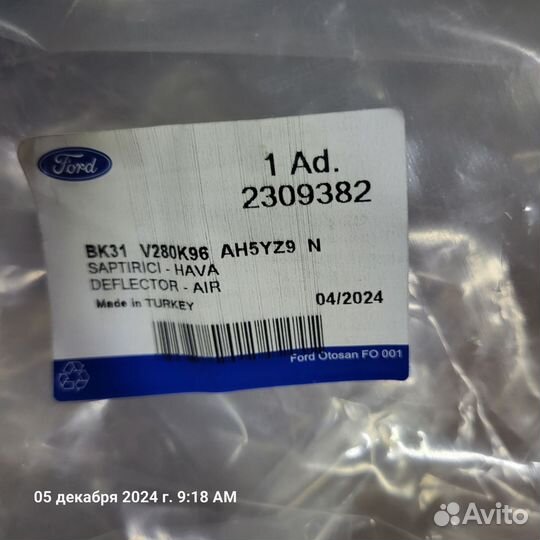 Ford
1 Ad.
2309382
BK31 V280K96 AH5YZ9 N
SAPTIRICI - HAVA
DEFLECTOR - AIR
Made in TURKEY
04/2024
Ford Otosan FO 001
05 декабря 2024 г. 9:18 AM
Avito